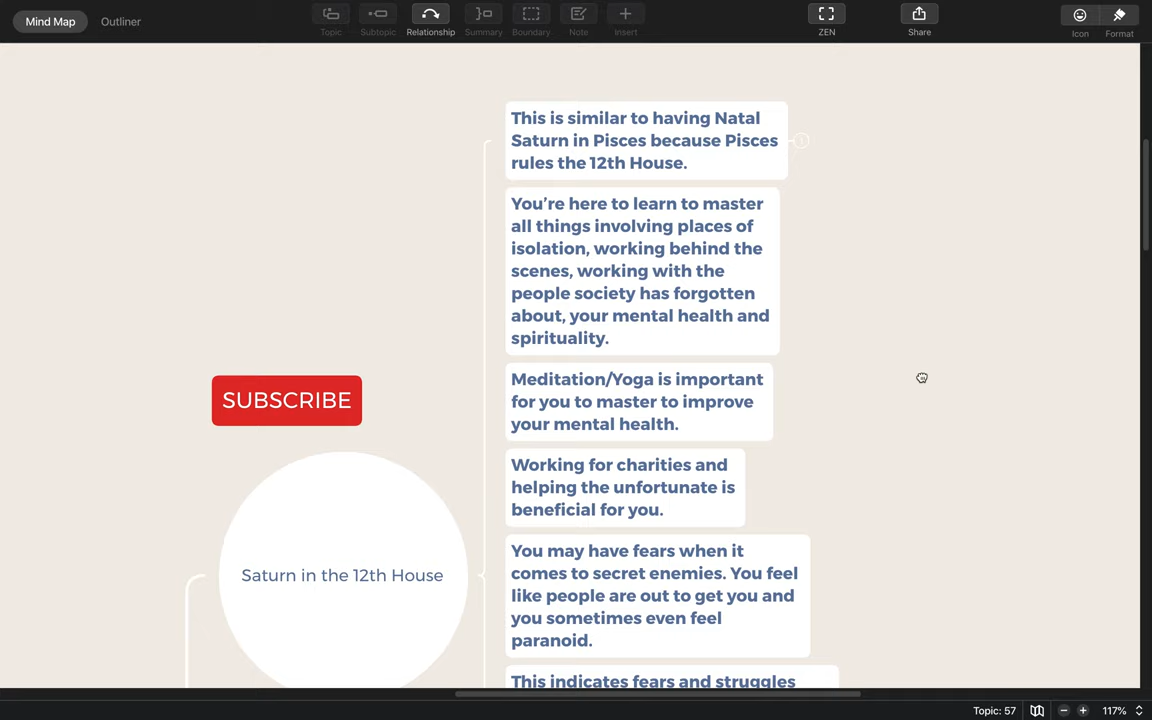 Mind Map
Outliner
Topic
Subtopic
Relationship
Summary
Boundary
Note
Insert
ZEN
Share
Icon
Format
This is similar to having Natal
Saturn in Pisces because Pisces
rules the 12th House.
You’re here to learn to master
all things involving places of
isolation, working behind the
scenes, working with the
people society has forgotten
about, your mental health and
spirituality.
Meditation/Yoga is important
for you to master to improve
your mental health.
Working for charities and
helping the unfortunate is
beneficial for you.
You may have fears when it
comes to secret enemies. You feel
like people are out to get you and
you sometimes even feel
paranoid.
This indicates fears and struggles
SUBSCRIBE
Saturn in the 12th House
Topic: 57
117%